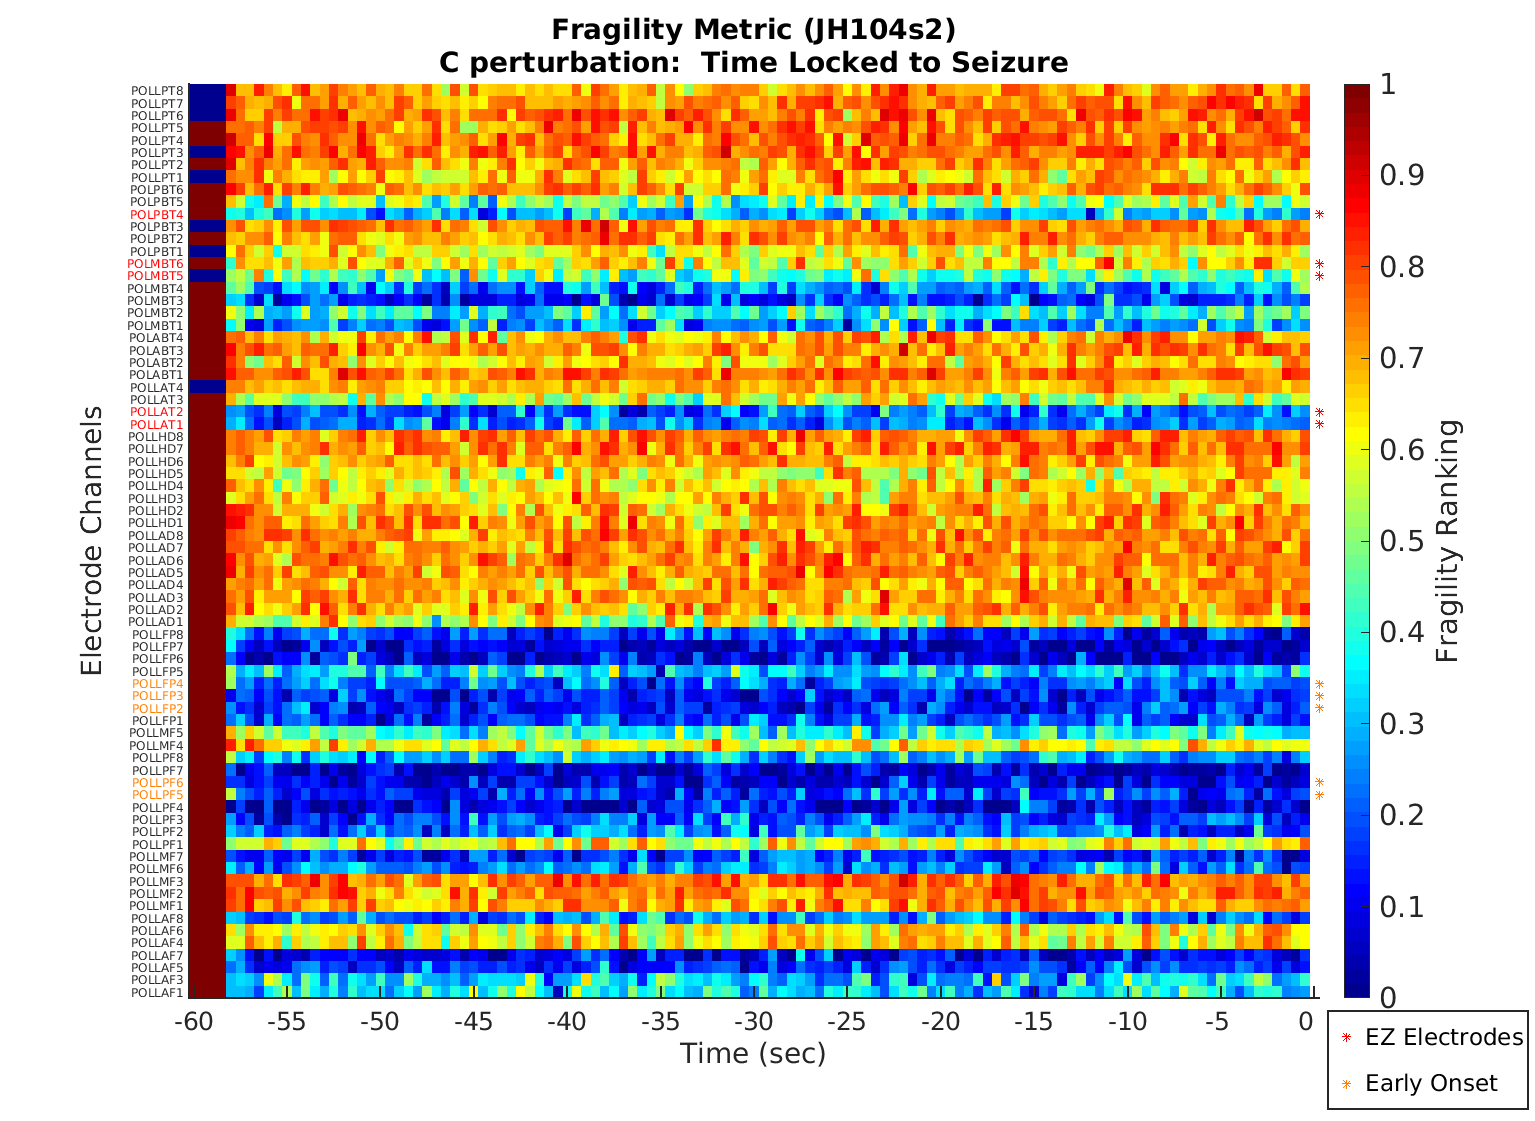 Fragility Metric (JH104s2)
C perturbation:  Time Locked to Seizure
Electrode Channels
POLLPT8
POLLPT7
POLLPT6
POLLPT5
POLLPT4
POLLPT3
POLLPT2
POLLPT1
POLPBT6
POLPBT5
POLPBT4
POLPBT3
POLPBT2
POLPBT1
POLMBT6
POLMBT5
POLMBT4
POLMBT3
POLMBT2
POLMBT1
POLABT4
POLABT3
POLABT2
POLABT1
POLLAT4
POLLAT3
POLLAT2
POLLAT1
POLLHD8
POLLHD7
POLLHD6
POLLHD5
POLLHD4
POLLHD3
POLLHD2
POLLHD1
POLLAD8
POLLAD7
POLLAD6
POLLAD5
POLLAD4
POLLAD3
POLLAD2
POLLAD1
POLLFP8
POLLFP7
POLLFP6
POLLFP5
POLLFP4
POLLFP3
POLLFP2
POLLFP1
POLLMF5
POLLMF4
POLLPF8
POLLPF7
POLLPF6
POLLPF5
POLLPF4
POLLPF3
POLLPF2
POLLPF1
POLLMF7
POLLMF6
POLLMF3
POLLMF2
POLLMF1
POLLAF8
POLLAF6
POLLAF4
POLLAF7
POLLAF5
POLLAF3
POLLAF1
-60 -55 -50 -45 -40 -35 -30 -25 -20 -15 -10 -5 0
Time (sec)
1
0.9
0.8
0.7
0.6
0.5
0.4
0.3
0.2
0.1
0
Fragility Ranking
EZ Electrodes
Early Onset